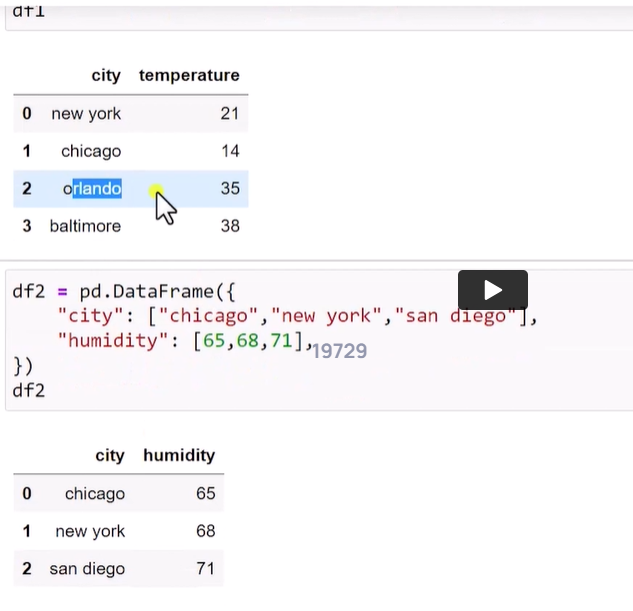 df1
city temperature
0 new york 21
1 chicago 14
2 orlando 35
3 baltimore 38
df2 = pd.DataFrame({
"city": ["chicago","new york","san diego"],
"humidity": [65,68,71],
19729
})
df2
city humidity
0 chicago 65
1 new york 68
2 san diego 71